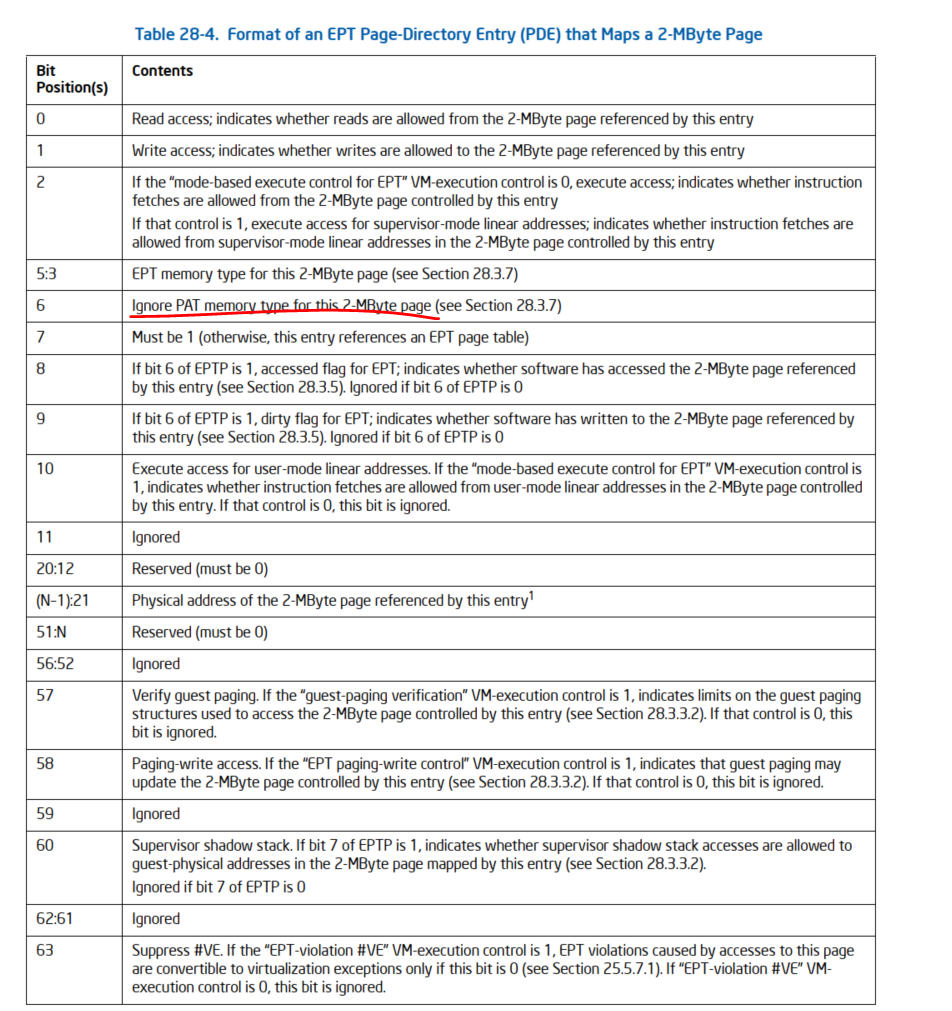 Table 28-4. Format of an EPT Page-Directory Entry (PDE) that Maps a 2-MByte Page
Bit
Position(s)
Contents
0
Read access; indicates whether reads are allowed from the 2-MByte page referenced by this entry
1
Write access; indicates whether writes are allowed to the 2-MByte page referenced by this entry
2
If the “mode-based execute control for EPT” VM-execution control is 0, execute access; indicates whether instruction
fetches are allowed from the 2-MByte page controlled by this entry
If that control is 1, execute access for supervisor-mode linear addresses; indicates whether instruction fetches are
allowed from supervisor-mode linear addresses in the 2-MByte page controlled by this entry
5:3
EPT memory type for this 2-MByte page (see Section 28.3.7)
6
Ignore PAT memory type for this 2-MByte page (see Section 28.3.7)
7
Must be 1 (otherwise, this entry references an EPT page table)
8
If bit 6 of EPTP is 1, accessed flag for EPT; indicates whether software has accessed the 2-MByte page referenced
by this entry (see Section 28.3.5). Ignored if bit 6 of EPTP is 0
9
If bit 6 of EPTP is 1, dirty flag for EPT; indicates whether software has written to the 2-MByte page referenced by
this entry (see Section 28.3.5). Ignored if bit 6 of EPTP is 0
10
Execute access for user-mode linear addresses. If the “mode-based execute control for EPT” VM-execution control is
1, indicates whether instruction fetches are allowed from user-mode linear addresses in the 2-MByte page controlled
by this entry. If that control is 0, this bit is ignored.
11
Ignored
20:12
Reserved (must be 0)
(N–1):21
Physical address of the 2-MByte page referenced by this entry1
51:N
Reserved (must be 0)
56:52
Ignored
57
Verify guest paging. If the “guest-paging verification” VM-execution control is 1, indicates limits on the guest paging
structures used to access the 2-MByte page controlled by this entry (see Section 28.3.3.2). If that control is 0, this
bit is ignored.
58
Paging-write access. If the “EPT paging-write control” VM-execution control is 1, indicates that guest paging may
update the 2-MByte page controlled by this entry (see Section 28.3.3.2). If that control is 0, this bit is ignored.
59
Ignored
60
Supervisor shadow stack. If bit 7 of EPTP is 1, indicates whether supervisor shadow stack accesses are allowed to
guest-physical addresses in the 2-MByte page mapped by this entry (see Section 28.3.3.2).
Ignored if bit 7 of EPTP is 0
62:61
Ignored
63
Suppress #VE. If the “EPT-violation #VE” VM-execution control is 1, EPT violations caused by accesses to this page
are convertible to virtualization exceptions only if this bit is 0 (see Section 25.5.7.1). If “EPT-violation #VE” VM-
execution control is 0, this bit is ignored.